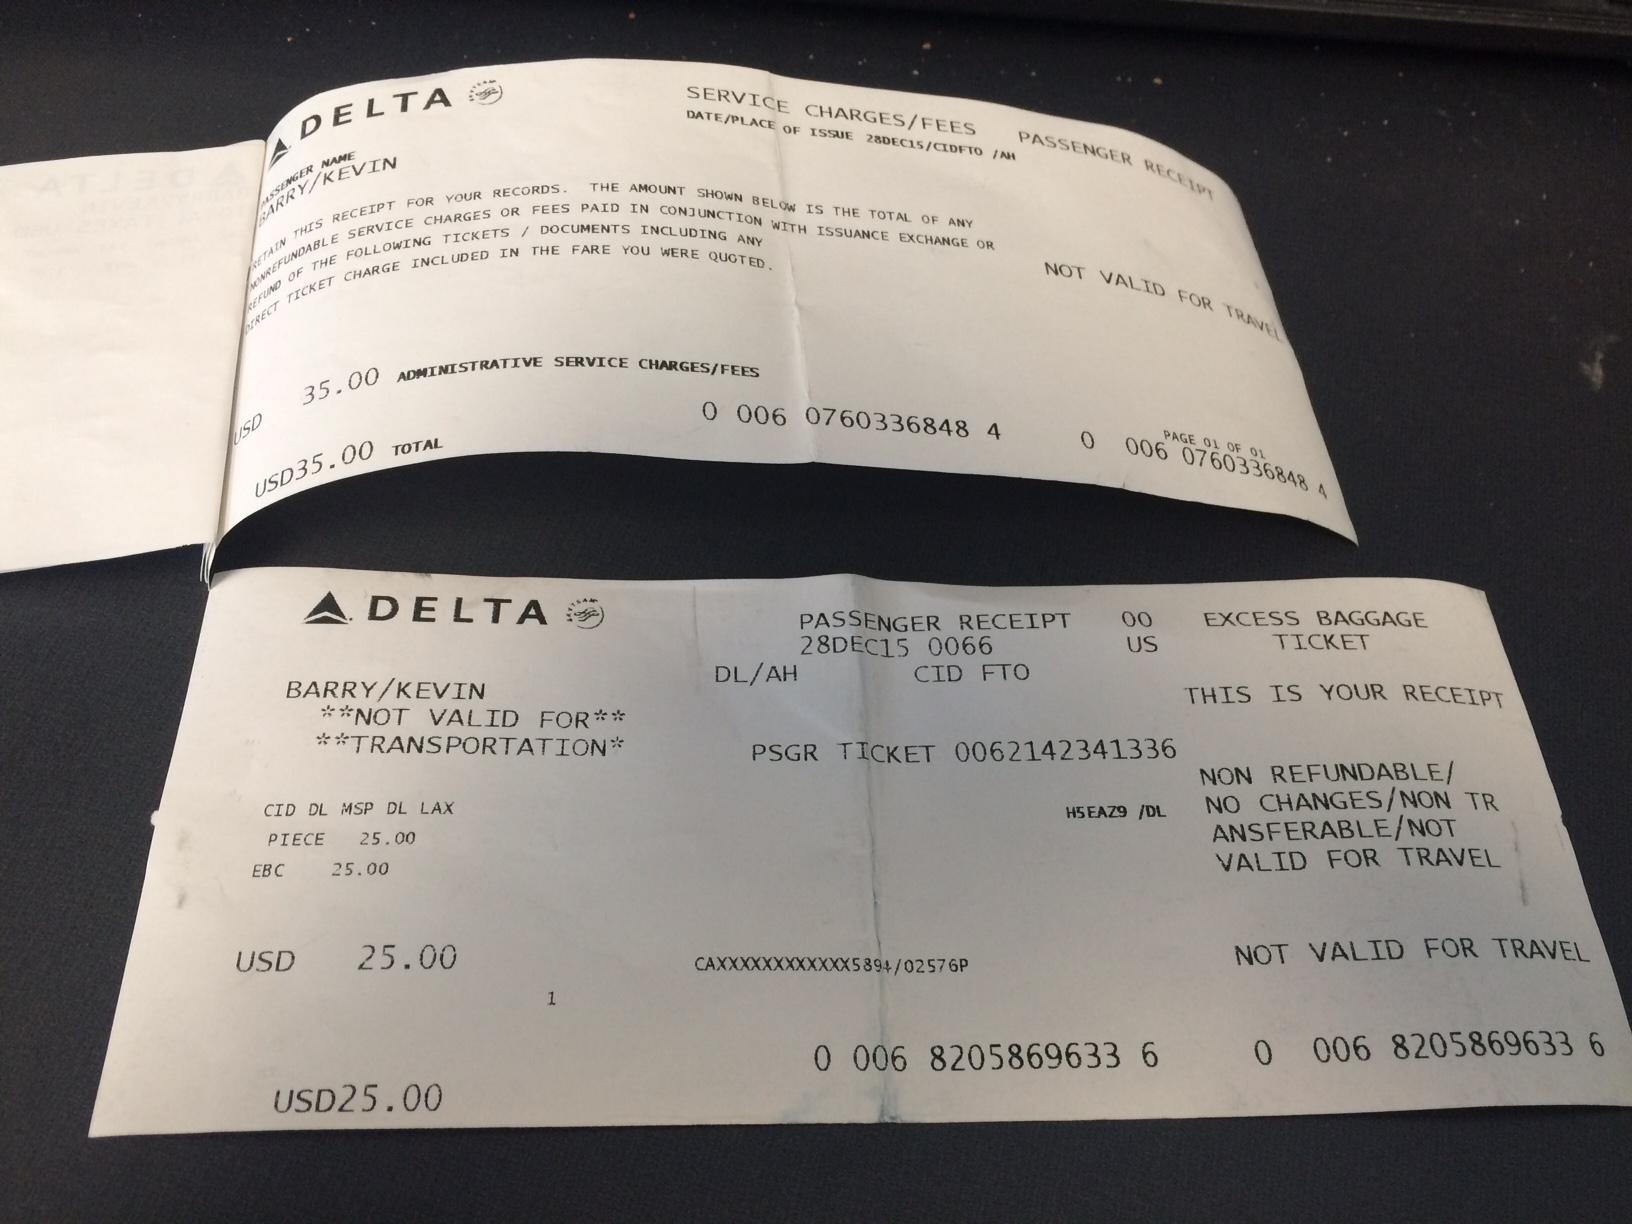 DELTA
SERVICE CHARGES/FEES PASSENGER RECEIPT
DATE/PLACE OF ISSUE 28DEC15/CIDFTO /AH
PASSENGER NAME
BARRY/KEVIN
RETAIN THIS RECEIPT FOR YOUR RECORDS. THE AMOUNT SHOWN BELOW IS THE TOTAL OF ANY
NONREFUNDABLE SERVICE CHARGES OR FEES PAID IN CONJUNCTION WITH ISSUANCE EXCHANGE OR
REFUND OF THE FOLLOWING TICKETS / DOCUMENTS INCLUDING ANY
DIRECT TICKET CHARGE INCLUDED IN THE FARE YOU WERE QUOTED.
NOT VALID FOR TRAVEL
USD 35.00 ADMINISTRATIVE SERVICE CHARGES/FEES
USD35.00 TOTAL
0 006 0760336848 4
PAGE 01 OF 01
0 006 0760336848 4
DELTA
PASSENGER RECEIPT 00 EXCESS BAGGAGE
28DEC15 0066 US TICKET
DL/AH CID FTO
BARRY/KEVIN THIS IS YOUR RECEIPT
**NOT VALID FOR**
**TRANSPORTATION*
PSGR TICKET 0062142341336
NON REFUNDABLE/
CID DL MSP DL LAX H5EAZ9 /DL NO CHANGES/NON TR
PIECE 25.00 ANSFERABLE/NOT
EBC 25.00 VALID FOR TRAVEL
USD 25.00 CAXXXXXXXXXXXX5894/02576P NOT VALID FOR TRAVEL
1
0 006 8205869633 6 0 006 8205869633 6
USD25.00